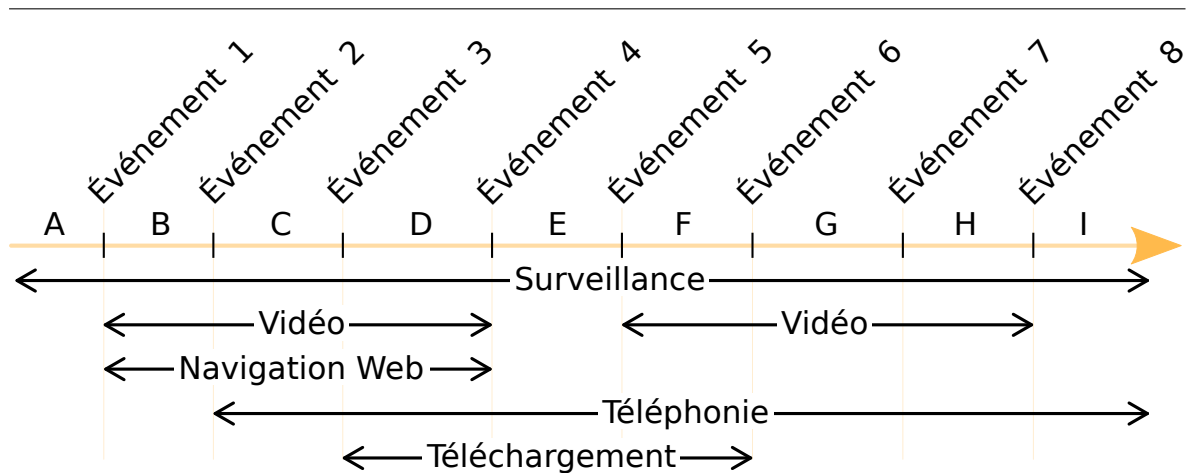 Événement 1
Événement 2
Événement 3
Événement 4
Événement 5
Événement 6
Événement 7
Événement 8
A B C D E F G H I
Surveillance
Vidéo Vidéo
Navigation Web
Téléphonie
Téléchargement